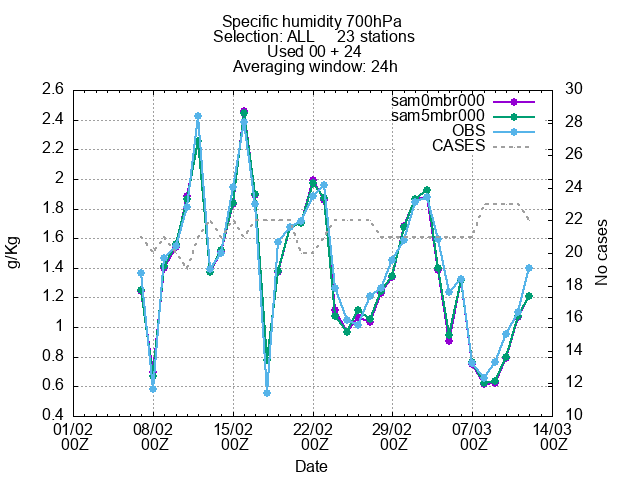 Specific humidity 700hPa
Selection: ALL 23 stations
Used 00 + 24
Averaging window: 24h
sam0mbr000
sam5mbr000
OBS
CASES
g/Kg
2.6
2.4
2.2
2
1.8
1.6
1.4
1.2
1
0.8
0.6
0.4
No cases
30
28
26
24
22
20
18
16
14
12
10
01/02 08/02 15/02 22/02 29/02 07/03 14/03
00Z 00Z 00Z 00Z 00Z 00Z 00Z
Date